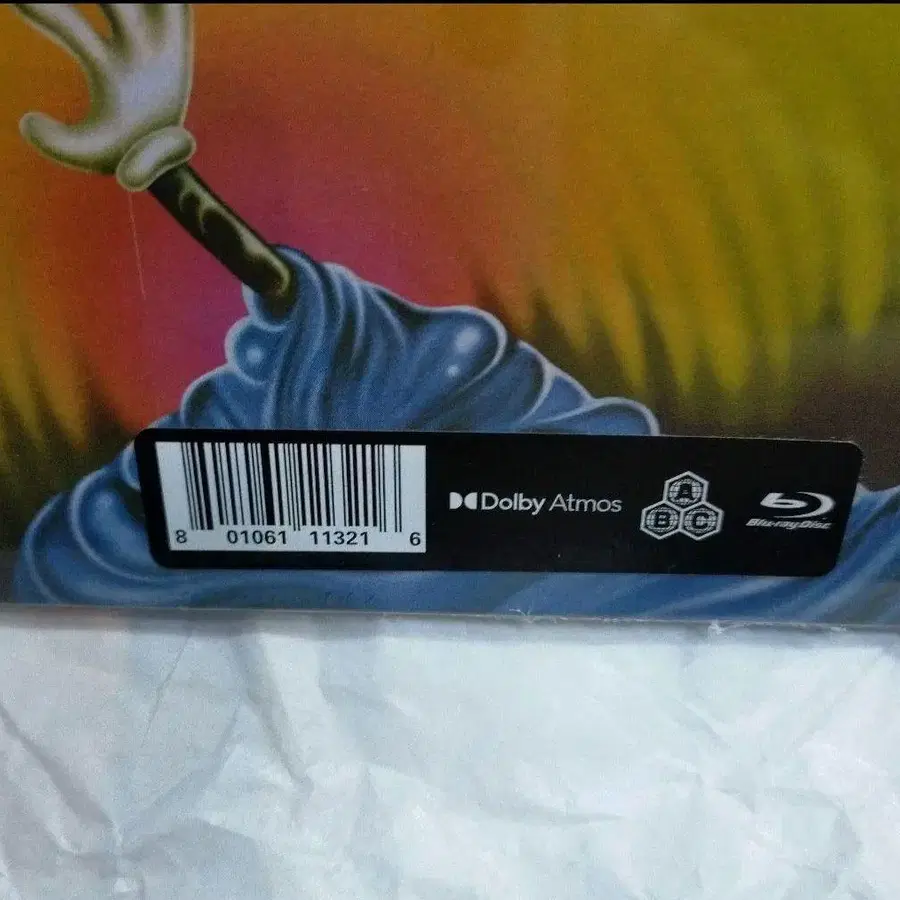 8 01061 11321 6
Dolby Atmos
A
B C
Blu-ray Disc